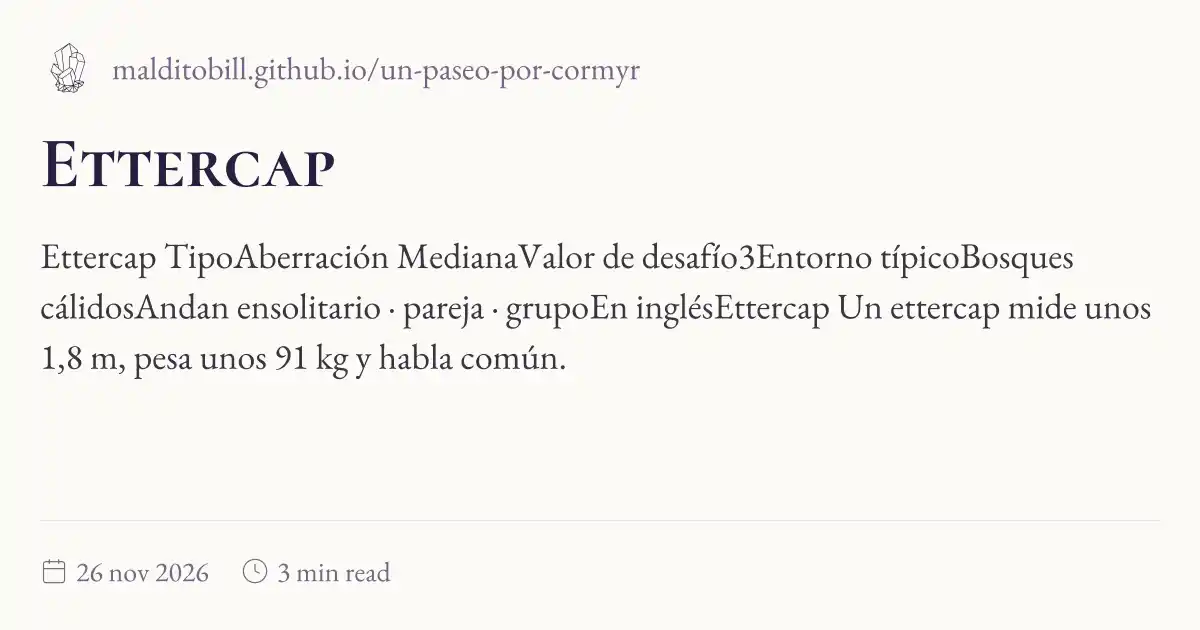 malditobill.github.io/un-paseo-por-cormyr
Ettercap
Ettercap TipoAberración MedianaValor de desafío3Entorno típicoBosques
cálidosAndan ensolitario · pareja · grupoEn inglésEttercap Un ettercap mide unos
1,8 m, pesa unos 91 kg y habla común.
26 nov 2026
3 min read